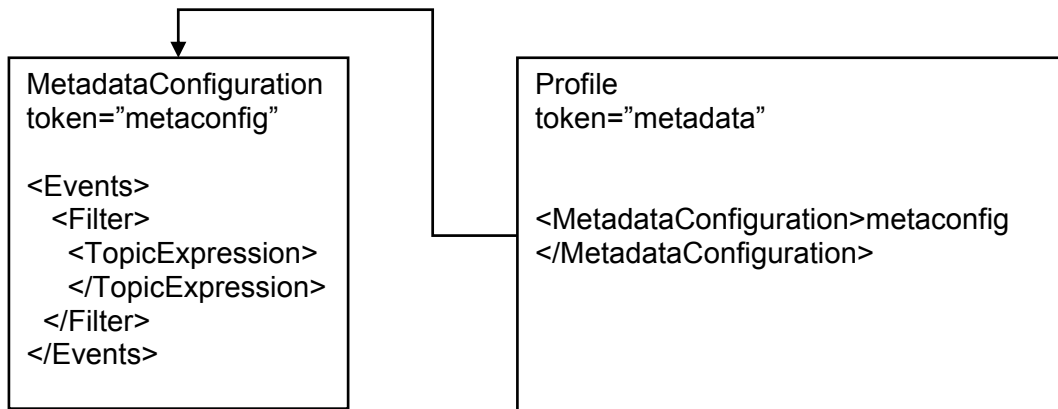 MetadataConfiguration
token=”metaconfig”
<Events>
<Filter>
<TopicExpression>
</TopicExpression>
</Filter>
</Events>
Profile
token=”metadata”
<MetadataConfiguration>metaconfig
</MetadataConfiguration>